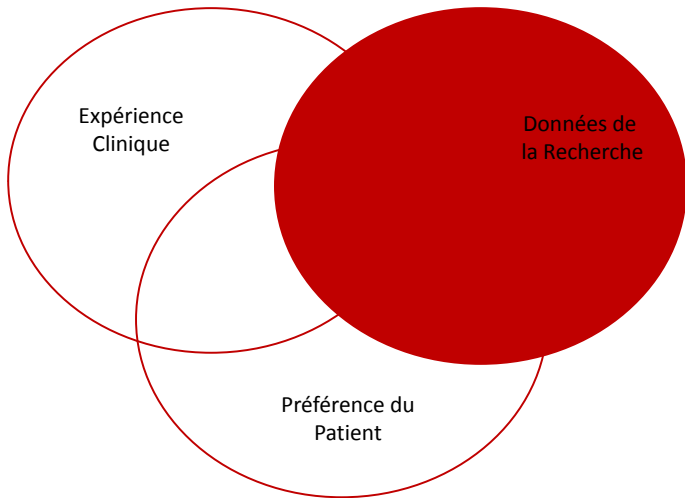 Expérience
Clinique
Données de
la Recherche
Préférence du
Patient